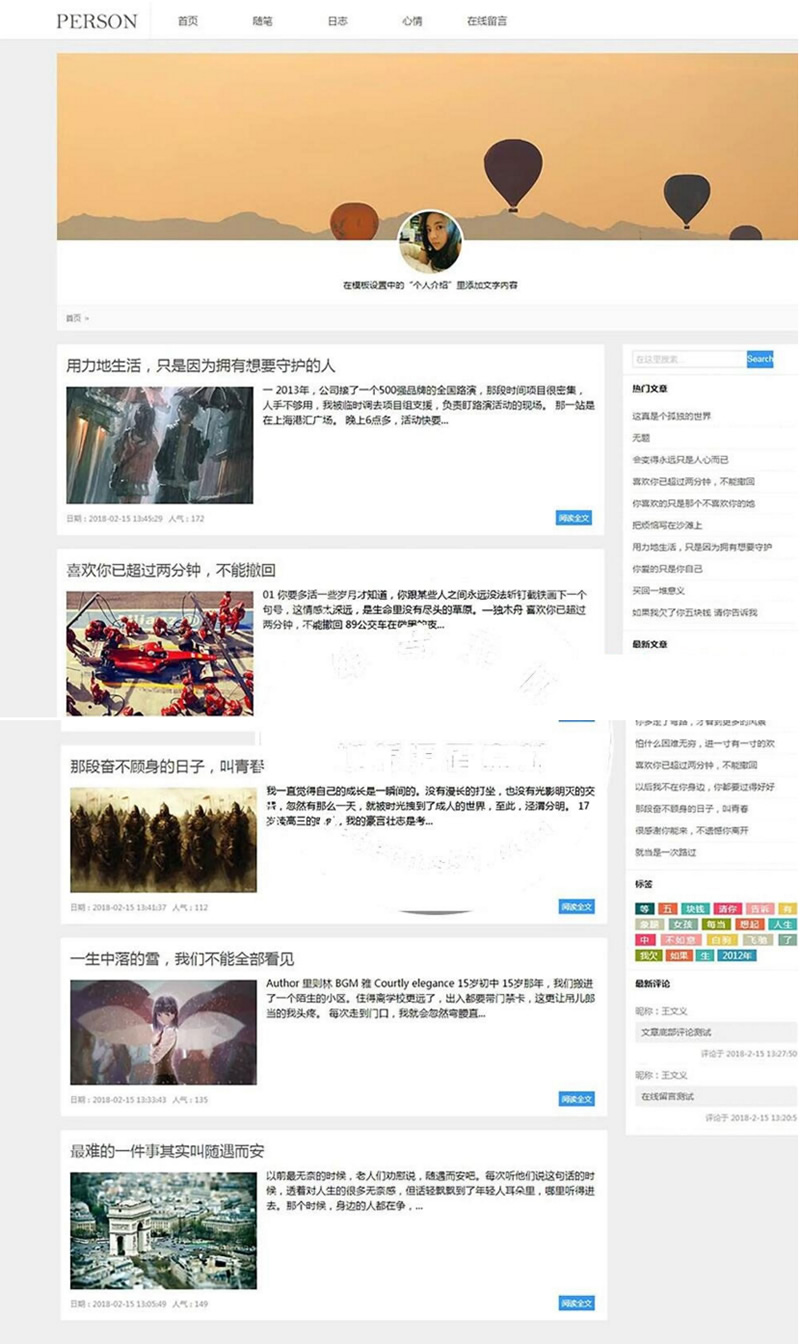 PERSON 首页 随笔 日志 心情 在线留言
在模板设置中的“个人介绍”里添加文字内容
首页 >
用力地生活，只是因为拥有想要守护的人
一 2013年，公司接了一个500强品牌的全国路演，那段时间项目很密集，
人手不够用，我被临时调去项目组支援，负责盯路演活动的现场。 那一站是
在上海港汇广场。 晚上6点多，活动快要...
日期：2018-02-15 13:45:29 人气：172
阅读全文
喜欢你已超过两分钟，不能撤回
01 你要多活一些岁月才知道，你跟某些人之间永远没法斩钉截铁画下一个
句号，这情感太深远，是生命里没有尽头的草原。—独木舟 喜欢你已超过
两分钟，不能撤回 89公交车在
那段奋不顾身的日子，叫青春
我一直觉得自己的成长是一瞬间的。没有漫长的打坐，也没有光影明灭的交
，忽然有那么一天，就被时光拽到了成人的世界，至此，泾渭分明。 17
岁读高三的 ，我的豪言壮志是考...
日期：2018-02-15 13:41:37 人气：112
阅读全文
一生中落的雪，我们不能全部看见
Author 里则林 BGM 雅 Courtly elegance 15岁初中 15岁那年，我们搬进
了一个陌生的小区。住得离学校更远了，出入都要带门禁卡，这更让吊儿郎
当的我头疼。 每次走到门口，我就会忽然弯腰直...
日期：2018-02-15 13:33:43 人气：135
阅读全文
最难的一件事其实叫随遇而安
以前最无奈的时候，老人们劝慰说，随遇而安吧。每次听他们说这句话的时
候，透着对人生的很多无奈感，但话轻飘飘到了年轻人耳朵里，哪里听得进
去。那个时候，身边的人都在争，...
日期：2018-02-15 13:05:49 人气：149
阅读全文
在这里搜索... Search
热门文章
这真是个孤独的世界
无题
会变得永远只是人心而已
喜欢你已超过两分钟，不能撤回
你喜欢的只是那个不喜欢你的她
把烦恼写在沙滩上
用力地生活，只是因为拥有想要守护
你爱的只是你自己
买回一堆意义
如果我欠了你五块钱 请你告诉我
最新文章
你多走了弯路，才看到更多的风景
怕什么困难无穷，进一寸有一寸的欢
喜欢你已超过两分钟，不能撤回
以后我不在你身边，你都要过得好好
那段奋不顾身的日子，叫青春
很感谢你能来，不遗憾你离开
就当是一次路过
标签
等 五 块钱 请你 告诉 有
象题 女孩 每当 想起 人生
中 不如意 白驹 飞驰 了
我欠 如果 生 2012年
最新评论
昵称：王文义
文章底部评论测试
评论于 2018-2-15 13:27:50
昵称：王文义
在线留言测试
评论于 2018-2-15 13:20:5